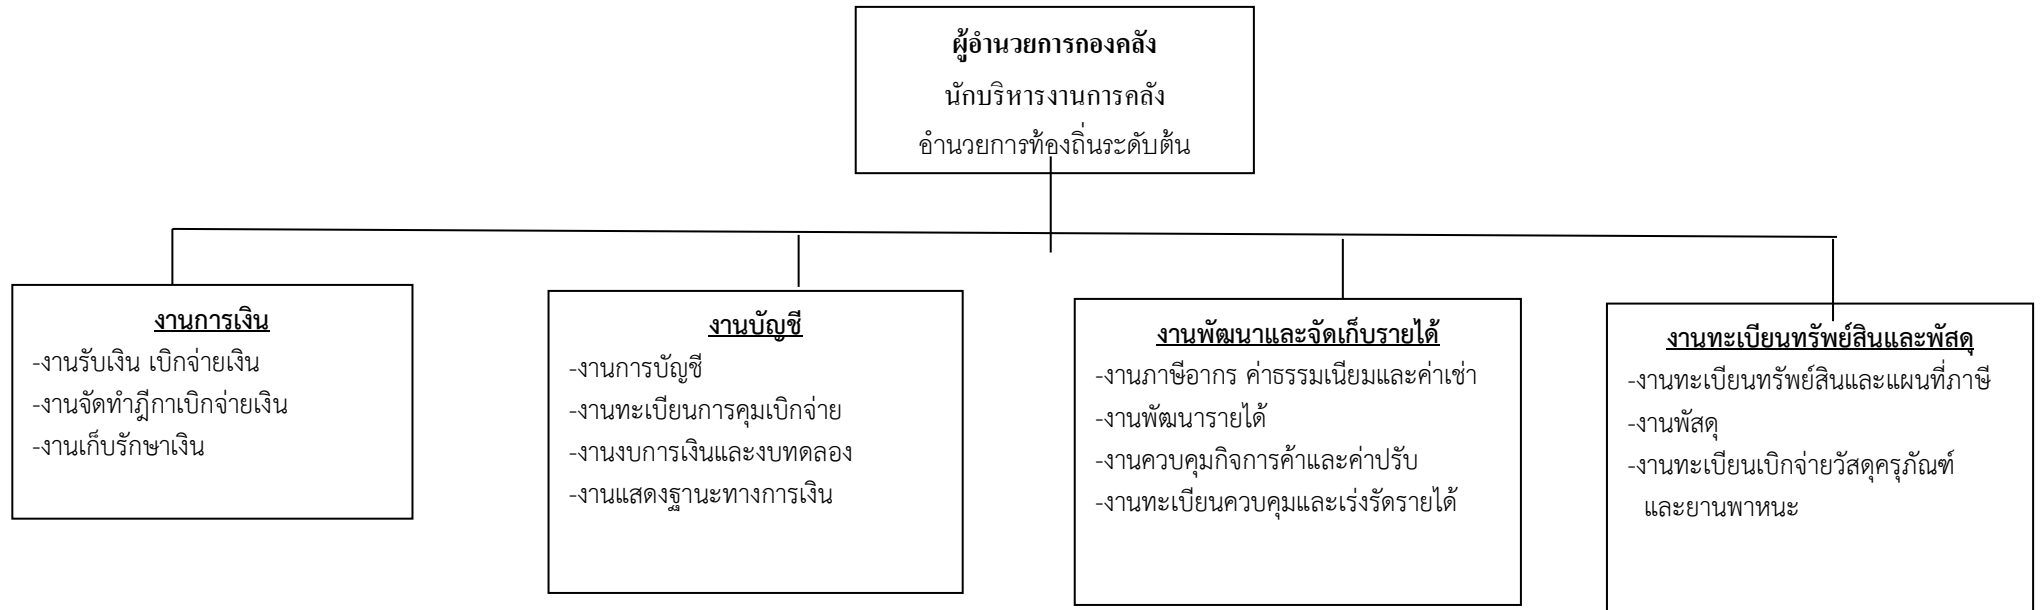 ผู้อำนวยการกองคลัง
นักบริหารงานการคลัง
อำนวยการท้องถิ่นระดับต้น
งานการเงิน
-งานรับเงิน เบิกจ่ายเงิน
-งานจัดทำฎีกาเบิกจ่ายเงิน
-งานเก็บรักษาเงิน
งานบัญชี
-งานการบัญชี
-งานทะเบียนการคุมเบิกจ่าย
-งานงบการเงินและงบทดลอง
-งานแสดงฐานะทางการเงิน
งานพัฒนาและจัดเก็บรายได้
-งานภาษีอากร ค่าธรรมเนียมและค่าเช่า
-งานพัฒนารายได้
-งานควบคุมกิจการค้าและค่าปรับ
-งานทะเบียนควบคุมและเร่งรัดรายได้
งานทะเบียนทรัพย์สินและพัสดุ
-งานทะเบียนทรัพย์สินและแผนที่ภาษี
-งานพัสดุ
-งานทะเบียนเบิกจ่ายวัสดุครุภัณฑ์
และยานพาหนะ